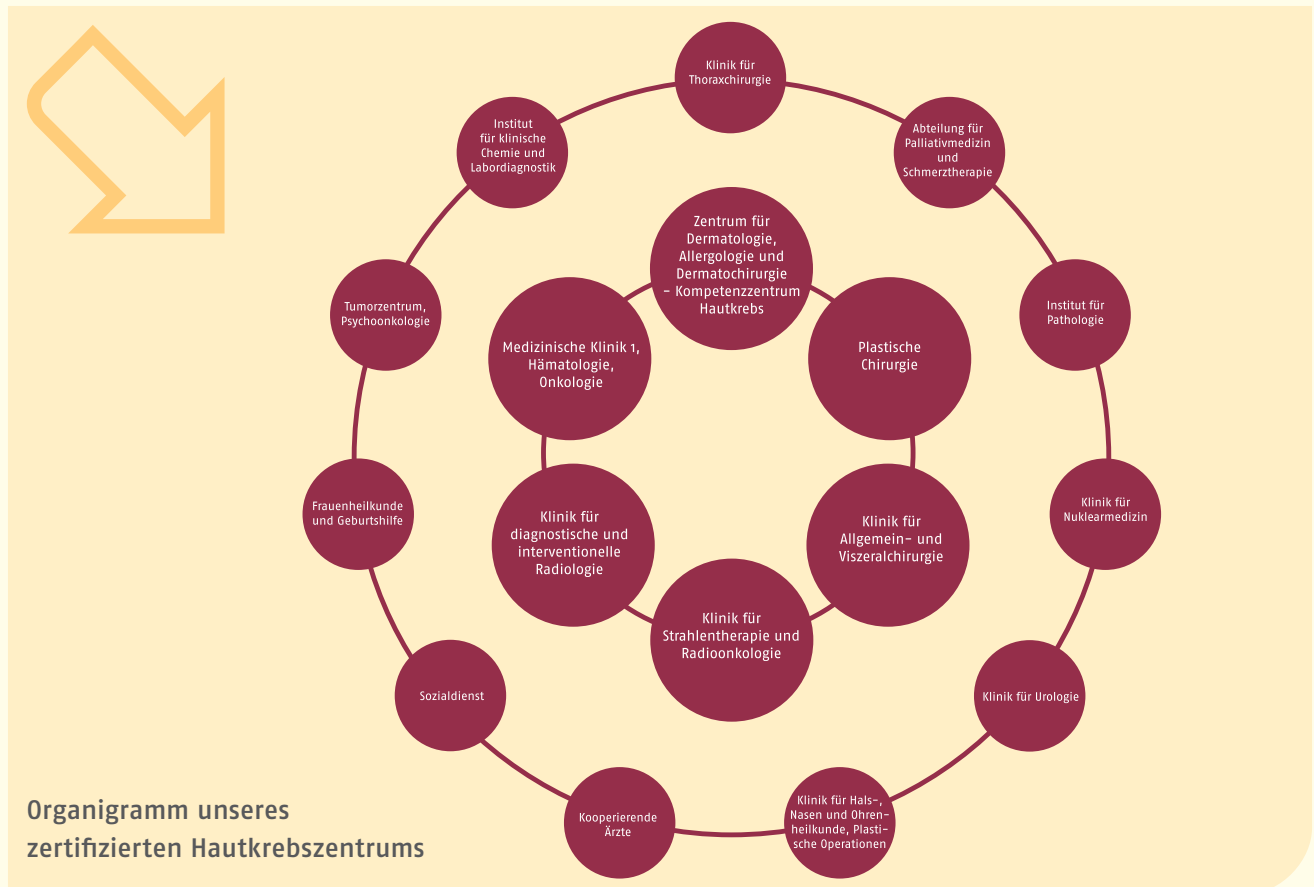 Klinik für
Thoraxchirurgie
Institut
für klinische
Chemie und
Labordiagnostik
Abteilung für
Palliativmedizin
und
Schmerztherapie
Zentrum für
Dermatologie,
Allergologie und
Dermatochirurgie
– Kompetenzzentrum
Hautkrebs
Tumorzentrum,
Psychoonkologie
Institut für
Pathologie
Medizinische Klinik 1,
Hämatologie,
Onkologie
Plastische
Chirurgie
Frauenheilkunde
und Geburtshilfe
Klinik für
Nuklearmedizin
Klinik für
diagnostische und
interventionelle
Radiologie
Klinik für
Allgemein- und
Viszeralchirurgie
Klinik für
Strahlentherapie und
Radioonkologie
Sozialdienst
Klinik für Urologie
Kooperierende
Ärzte
Klinik für Hals-,
Nasen und Ohren-
heilkunde, Plasti-
sche Operationen
Organigramm unseres
zertifizierten Hautkrebszentrums